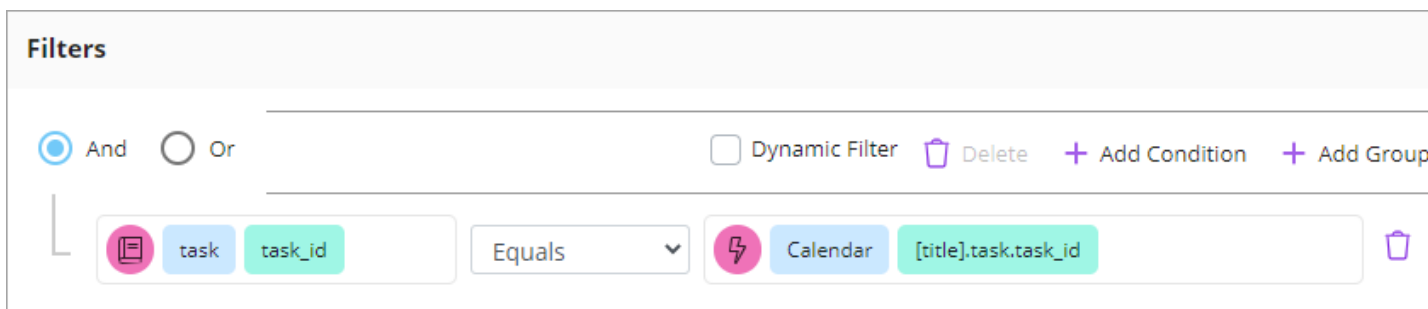 Filters
And Or Dynamic Filter Delete + Add Condition + Add Group
task task_id Equals Calendar [title].task.task_id